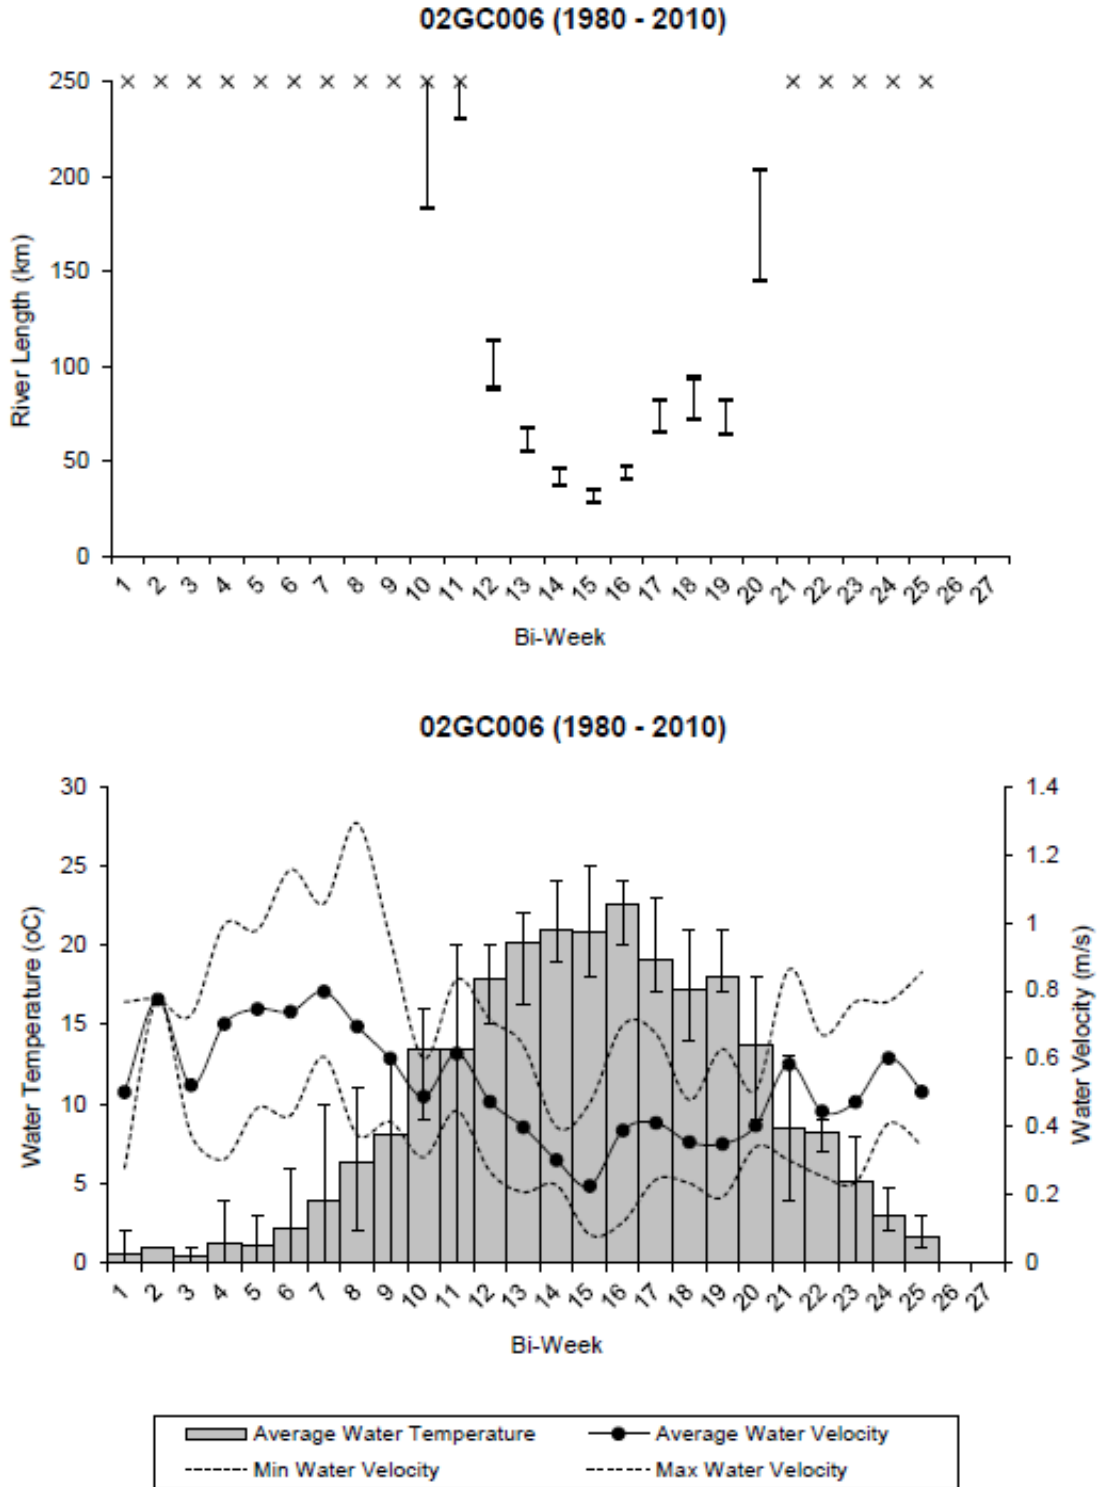 02GC006 (1980 - 2010)
250
200
150
100
50
0
River Length (km)
1 2 3 4 5 6 7 8 9 10 11 12 13 14 15 16 17 18 19 20 21 22 23 24 25 26 27
Bi-Week
02GC006 (1980 - 2010)
30
25
20
15
10
5
0
Water Temperature (oC)
1.4
1.2
1
0.8
0.6
0.4
0.2
0
Water Velocity (m/s)
1 2 3 4 5 6 7 8 9 10 11 12 13 14 15 16 17 18 19 20 21 22 23 24 25 26 27
Bi-Week
Average Water Temperature
Average Water Velocity
Min Water Velocity
Max Water Velocity